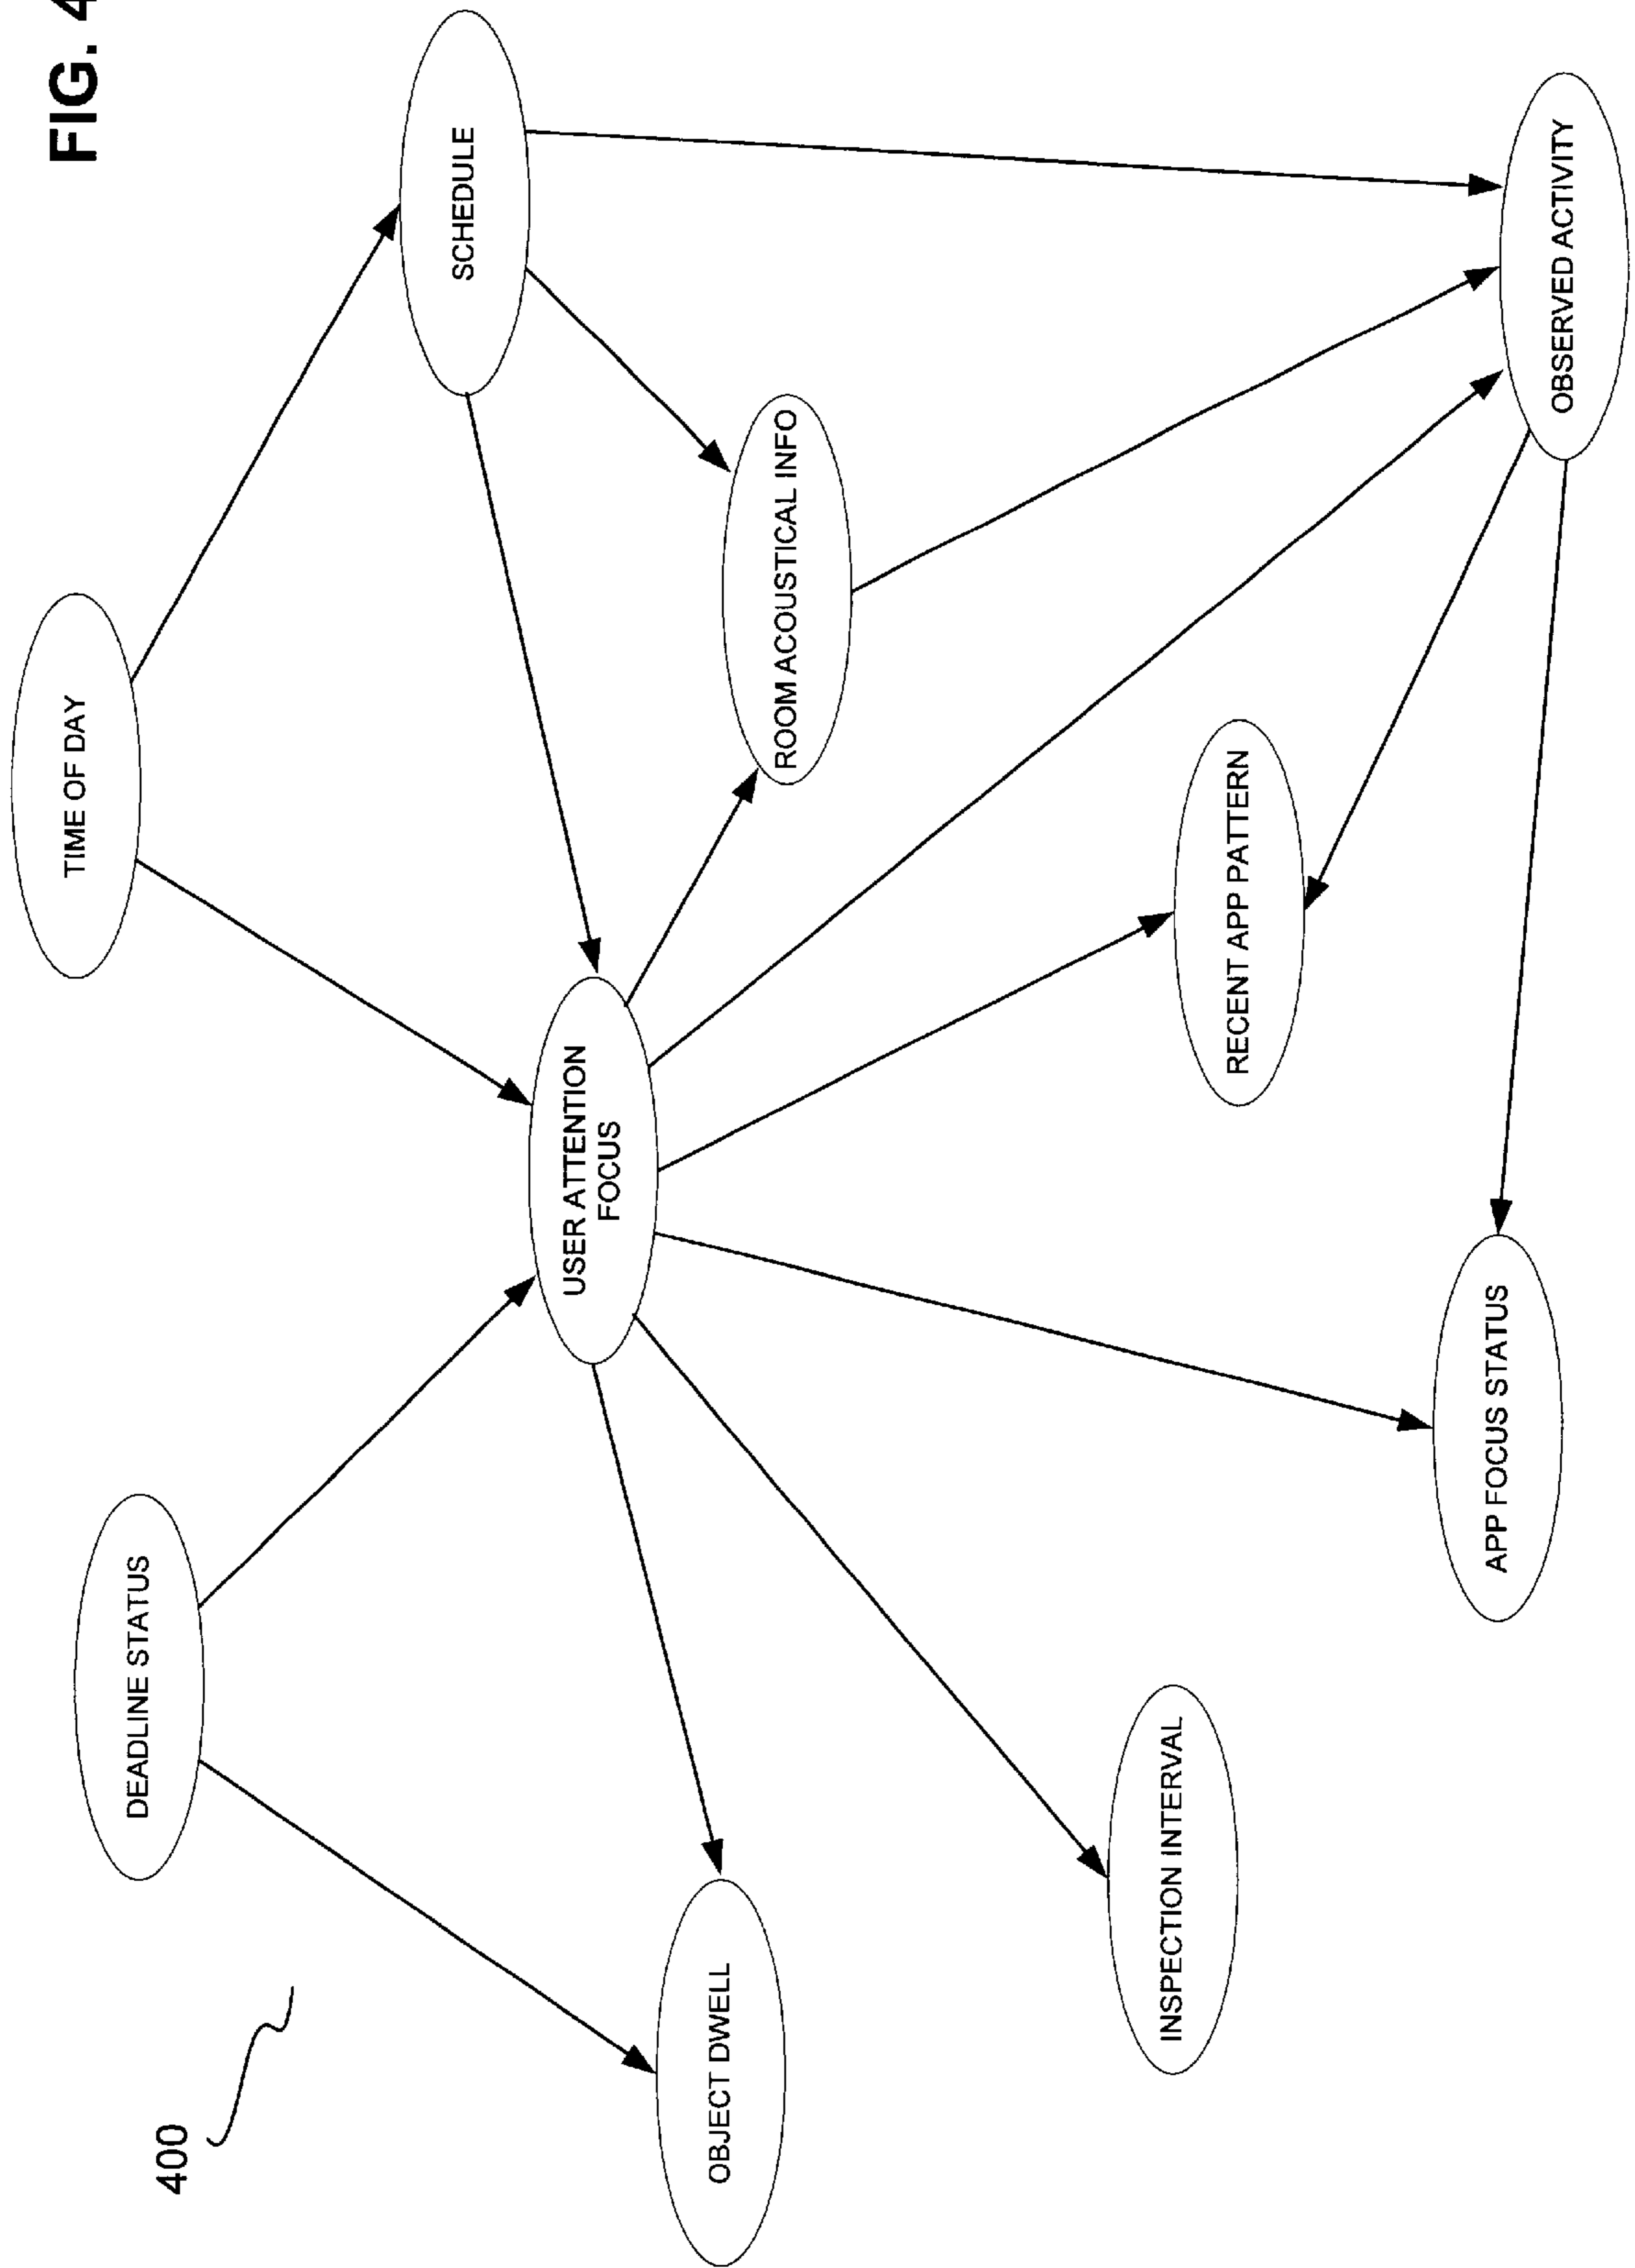 FIG. 4
TIME OF DAY
DEADLINE STATUS
400
SCHEDULE
USER ATTENTION
FOCUS
OBJECT DWELL
ROOM ACOUSTICAL INFO
INSPECTION INTERVAL
RECENT APP PATTERN
APP FOCUS STATUS
OBSERVED ACTIVITY